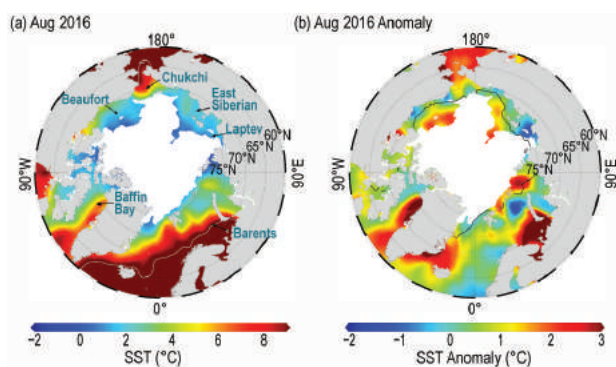 (a) Aug 2016
(b) Aug 2016 Anomaly
180°
180°
Chukchi
Beaufort
East
Siberian
Laptev
60°N
65°N
70°N
75°N
60°N
65°N
70°N
75°N
90°W
90°E
90°W
90°E
Baffin
Bay
Barents
0°
0°
−2 0 2 4 6 8
−2 −1 0 1 2 3
SST (°C)
SST Anomaly (°C)